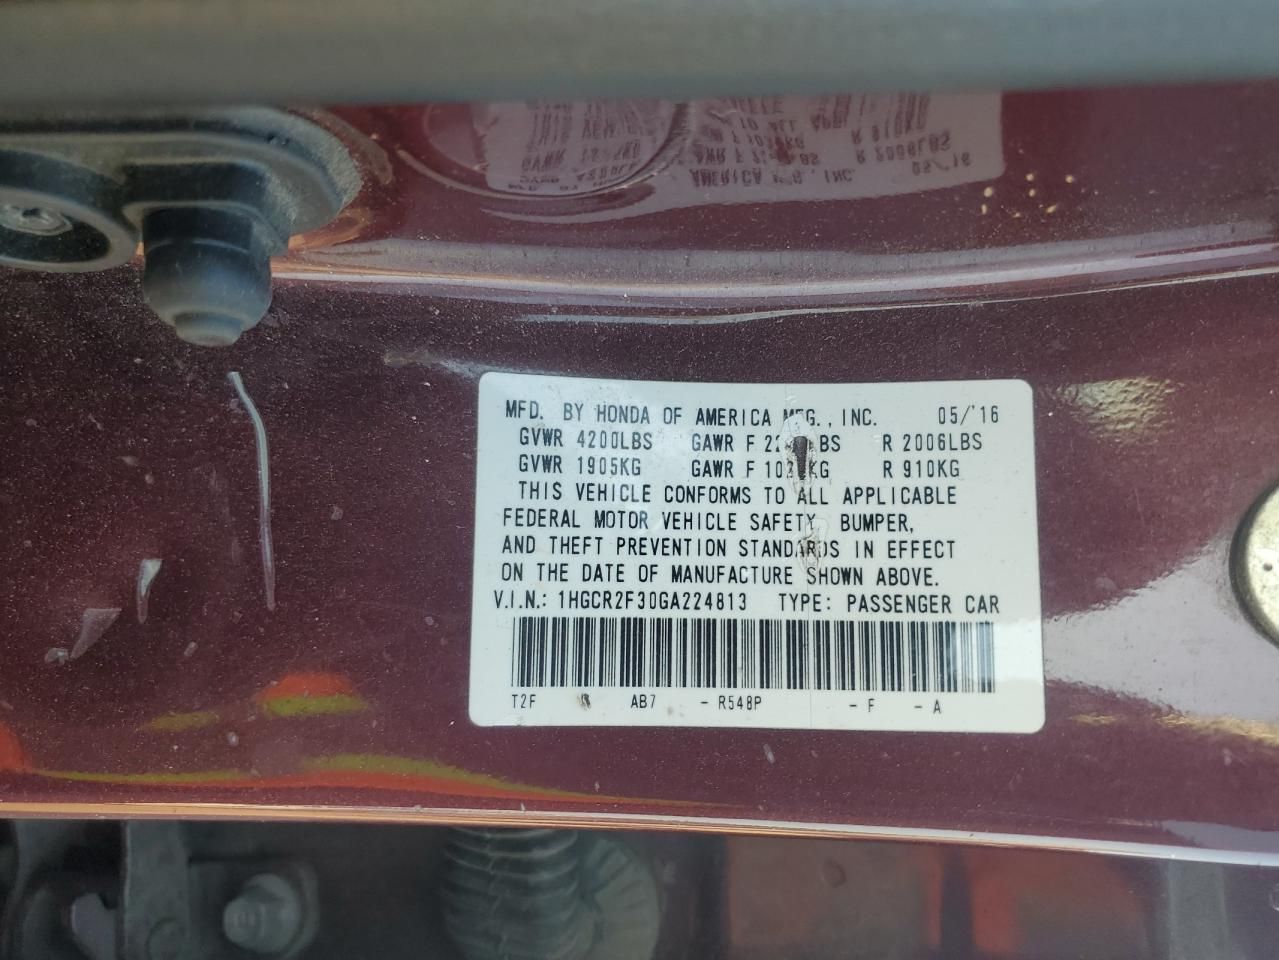 MFD. BY HONDA OF AMERICA MFG., INC. 05/'16
GVWR 4200LBS GAWR F R 2006LBS
GVWR 1905KG GAWR F R 910KG
THIS VEHICLE CONFORMS TO ALL APPLICABLE
FEDERAL MOTOR VEHICLE SAFETY, BUMPER,
AND THEFT PREVENTION STANDARDS IN EFFECT
ON THE DATE OF MANUFACTURE SHOWN ABOVE.
V.I.N.: 1HGCR2F30GA224813 TYPE: PASSENGER CAR
T2F AB7 - R548P - F - A